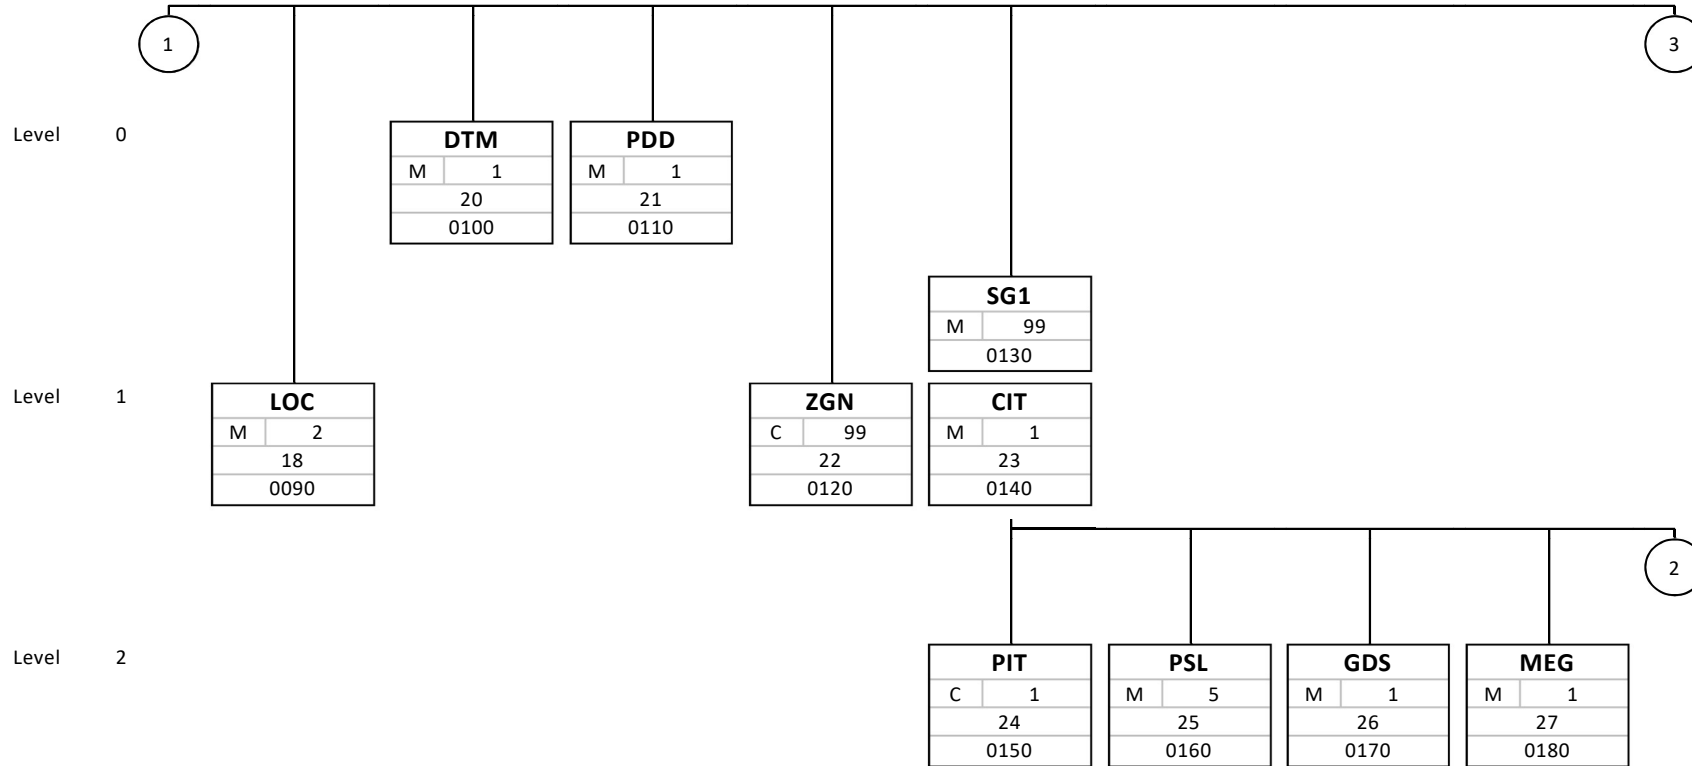 1
3
Level 0
DTM PDD
M 1 M 1
20 21
0100 0110
SG1
M 99
0130
Level 1
LOC ZGN CIT
M 2 C 99 M 1
18 22 23
0090 0120 0140
2
Level 2
PIT PSL GDS MEG
C 1 M 5 M 1 M 1
24 25 26 27
0150 0160 0170 0180